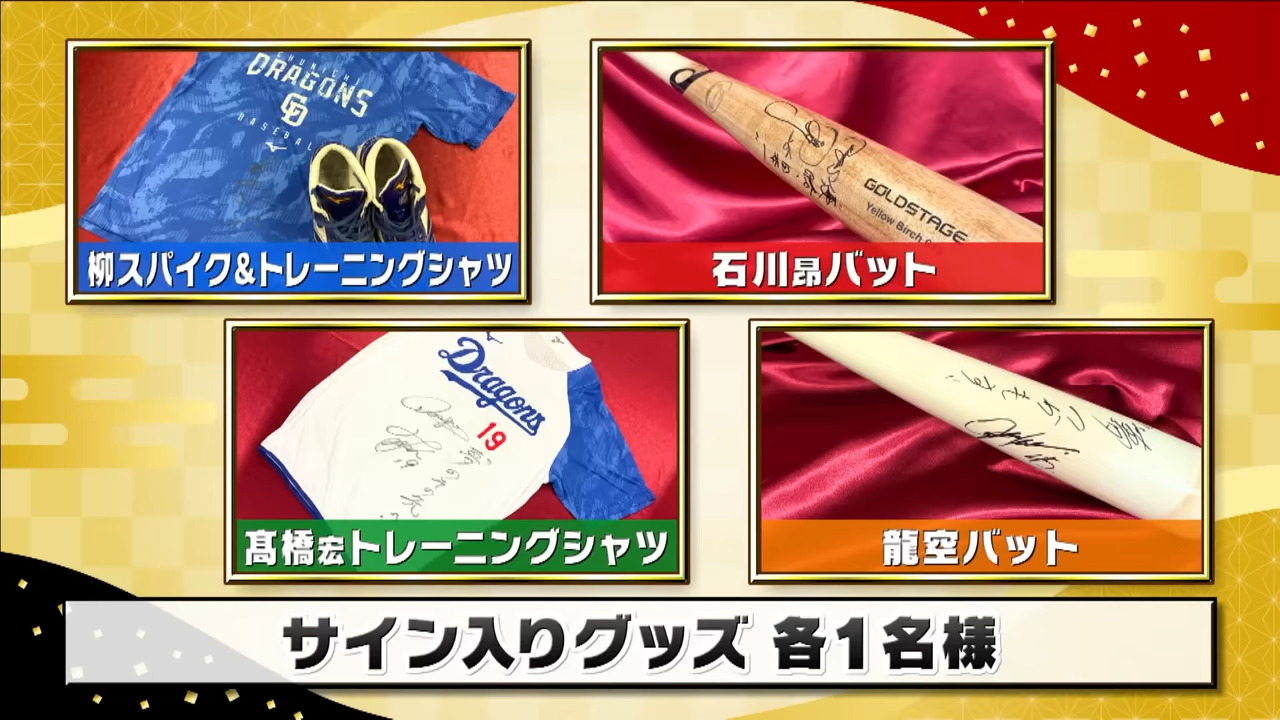 CHUNICHI
DRAGONS
CD
BASEBAL
柳スパイク&トレーニングシャツ
GOLDSTAGE
Yellow Birch
石川昂バット
Dragons
19
髙橋宏トレーニングシャツ
龍空バット
サイン入りグッズ 各1名様